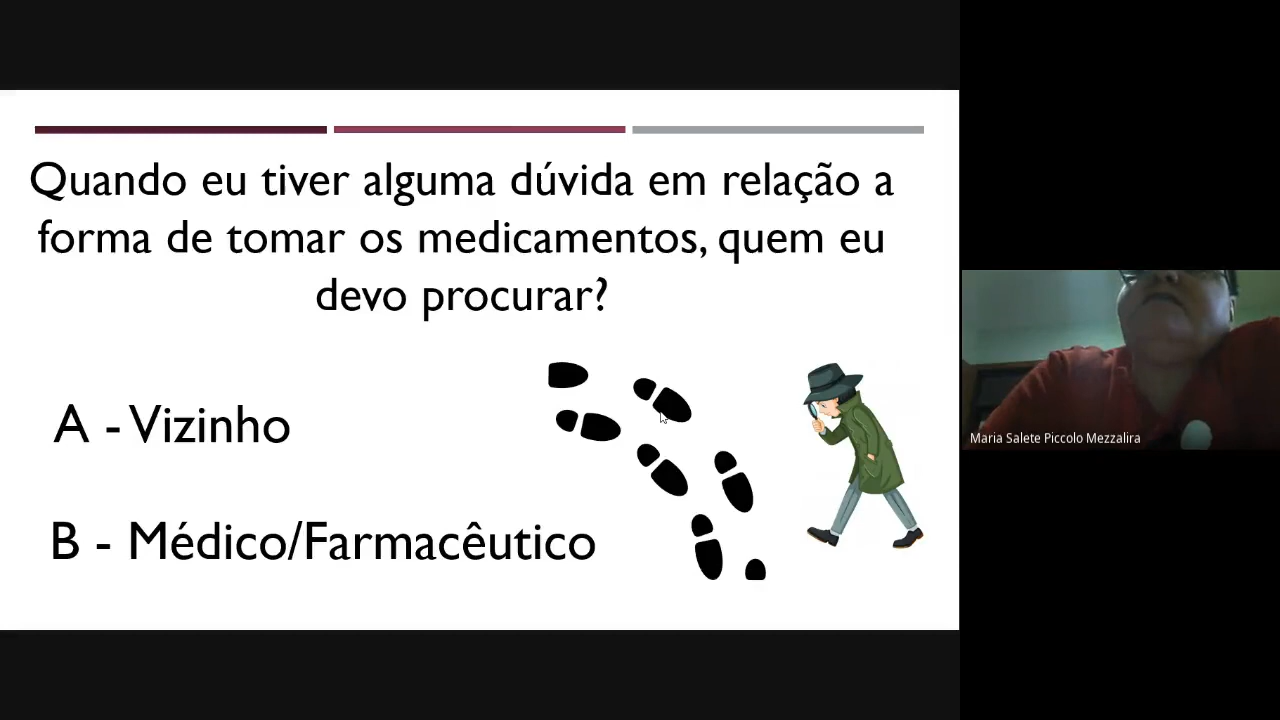 Quando eu tiver alguma dúvida em relação a
forma de tomar os medicamentos, quem eu
devo procurar?
A - Vizinho
B - Médico/Farmacêutico
Maria Salete Piccolo Mezzalira